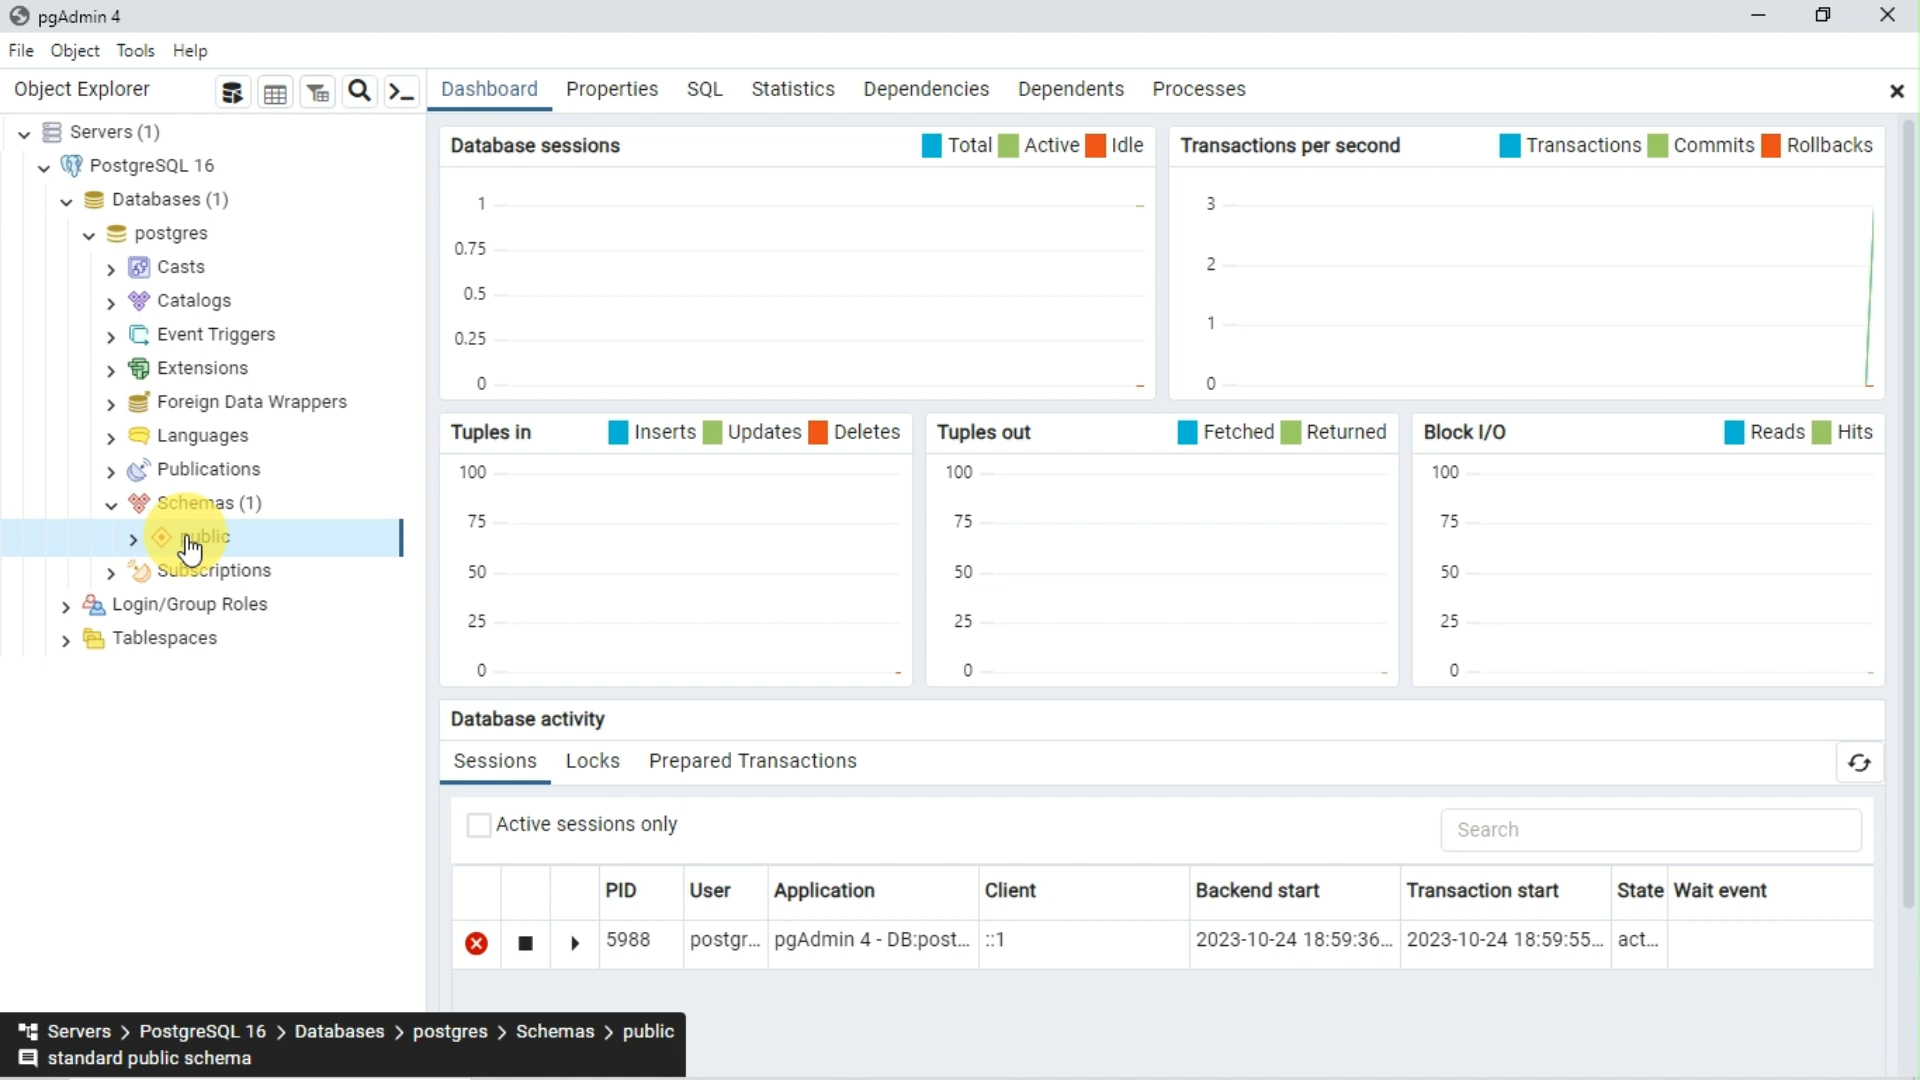 pgAdmin 4
File Object Tools Help
Object Explorer
Dashboard Properties SQL Statistics Dependencies Dependents Processes
Servers (1)
PostgreSQL 16
Databases (1)
postgres
Casts
Catalogs
Event Triggers
Extensions
Foreign Data Wrappers
Languages
Publications
Schemas (1)
public
Subscriptions
Login/Group Roles
Tablespaces
Database sessions Total Active Idle
1
0.75
0.5
0.25
0
Transactions per second Transactions Commits Rollbacks
3
2
1
0
Tuples in Inserts Updates Deletes
100
75
50
25
0
Tuples out Fetched Returned
100
75
50
25
0
Block I/O Reads Hits
100
75
50
25
0
Database activity
Sessions Locks Prepared Transactions
Active sessions only Search
PID User Application Client Backend start Transaction start State Wait event
5988 postgr... pgAdmin 4 - DB:post... ::1 2023-10-24 18:59:36... 2023-10-24 18:59:55... act...
Servers > PostgreSQL 16 > Databases > postgres > Schemas > public
standard public schema